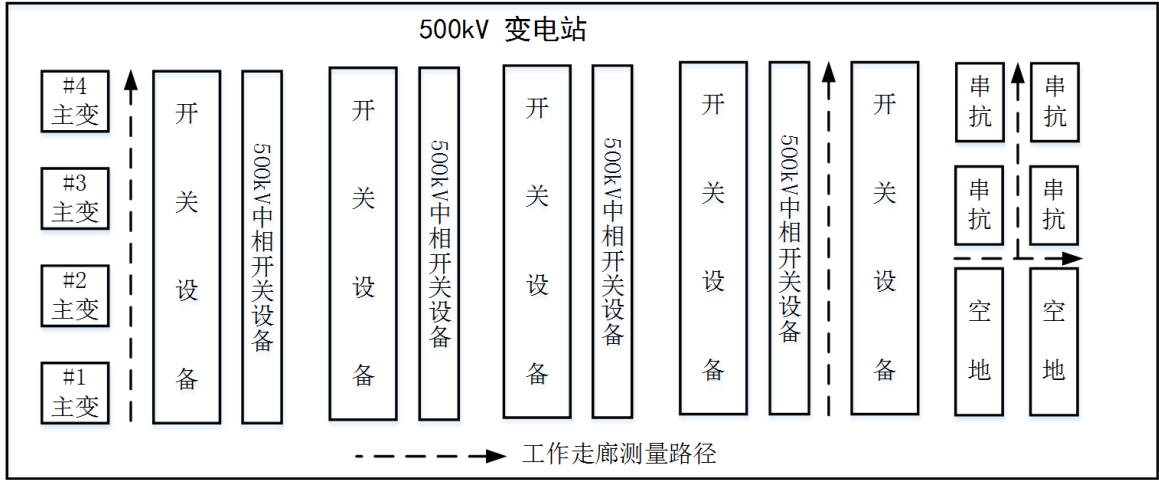 500kV 变电站
#4
主变
#3
主变
#2
主变
#1
主变
开关设备
500kV中相开关设备
开关设备
500kV中相开关设备
开关设备
500kV中相开关设备
开关设备
500kV中相开关设备
开关设备
串抗
串抗
串抗
串抗
空地
空地
工作走廊测量路径